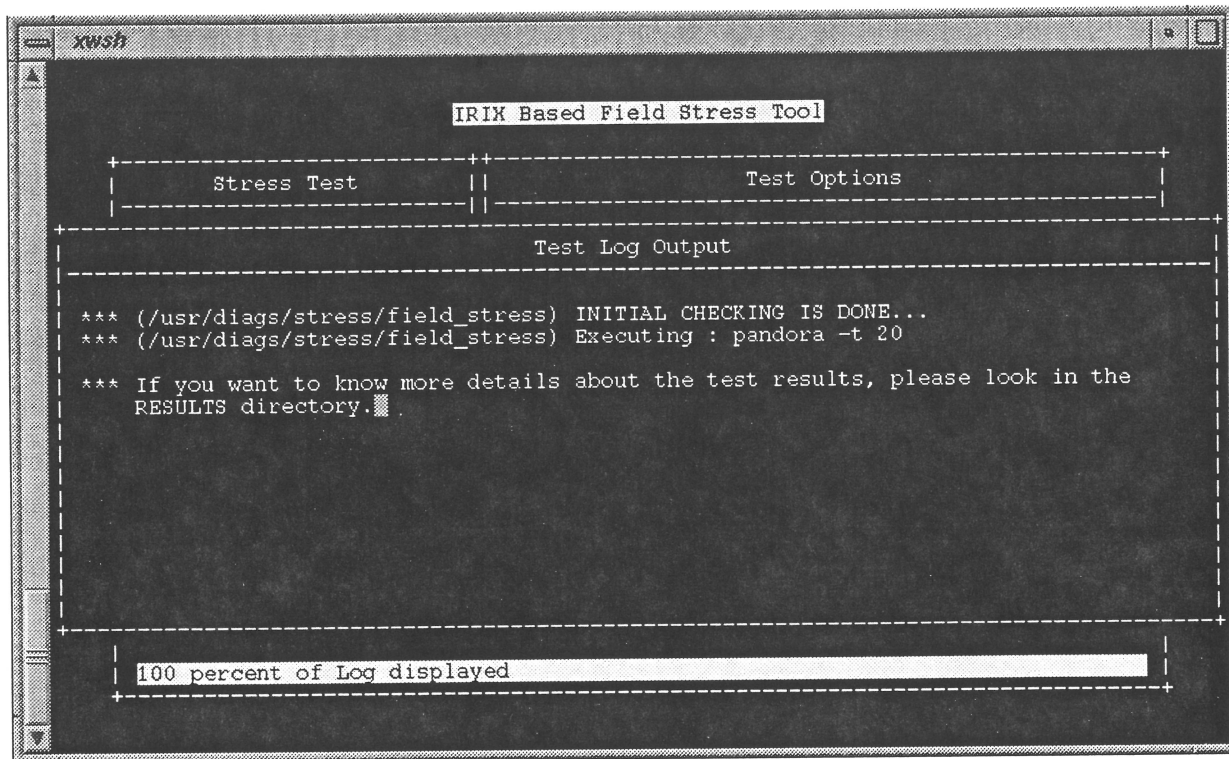 xwsh
IRIX Based Field Stress Tool
Stress Test
Test Options
Test Log Output
*** (/usr/diags/stress/field_stress) INITIAL CHECKING IS DONE...
*** (/usr/diags/stress/field_stress) Executing : pandora -t 20
*** If you want to know more details about the test results, please look in the
RESULTS directory.
100 percent of Log displayed